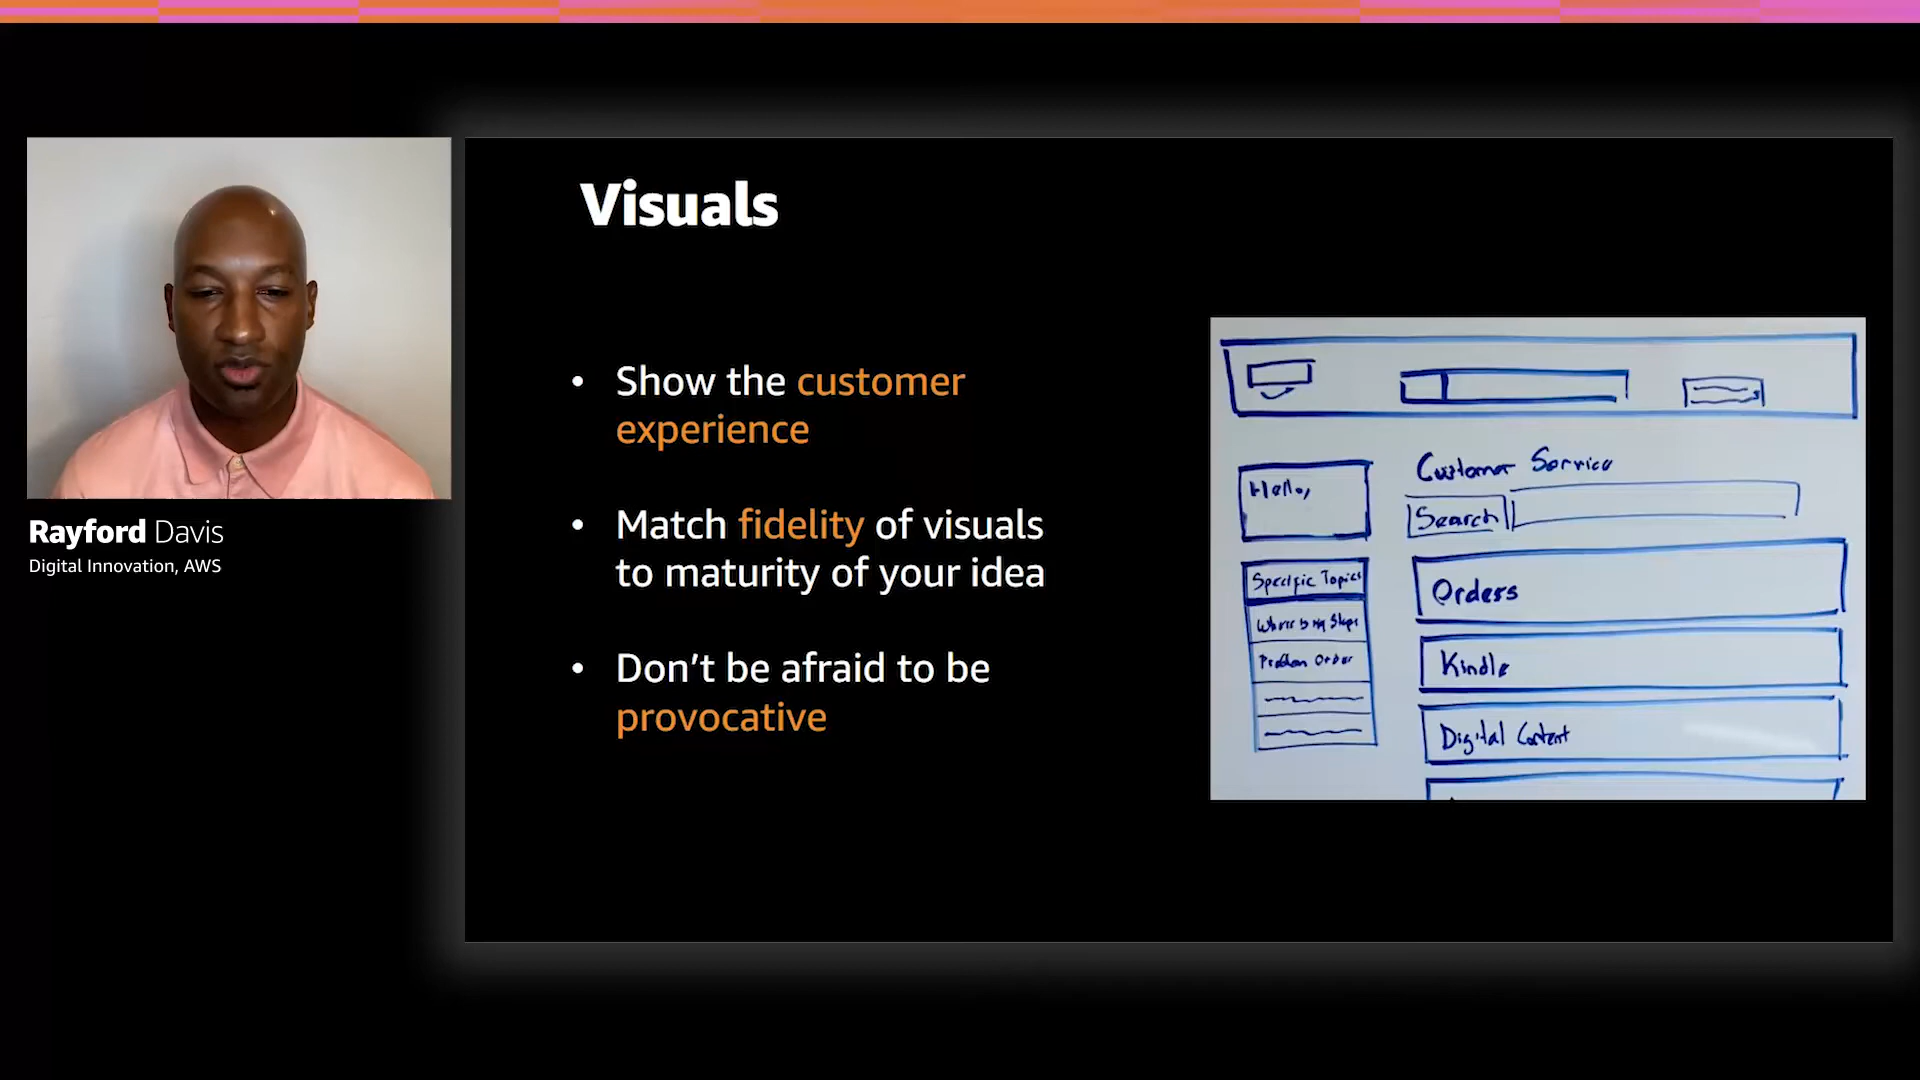 Visuals
• Show the customer
experience
• Match fidelity of visuals
to maturity of your idea
• Don’t be afraid to be
provocative
Rayford Davis
Digital Innovation, AWS
Hello,
Specific Topics
Problem Order
Customer Service
Search
Orders
Kindle
Digital Content